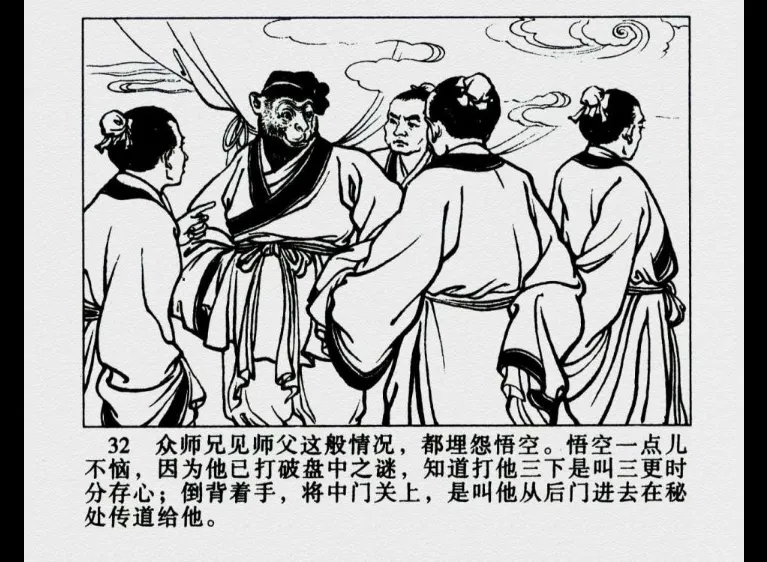 32 众师兄见师父这般情况，都埋怨悟空。悟空一点儿
不恼，因为他已打破盘中之谜，知道打他三下是叫三更时
分存心；倒背着手，将中门关上，是叫他从后门进去在秘
处传道给他。